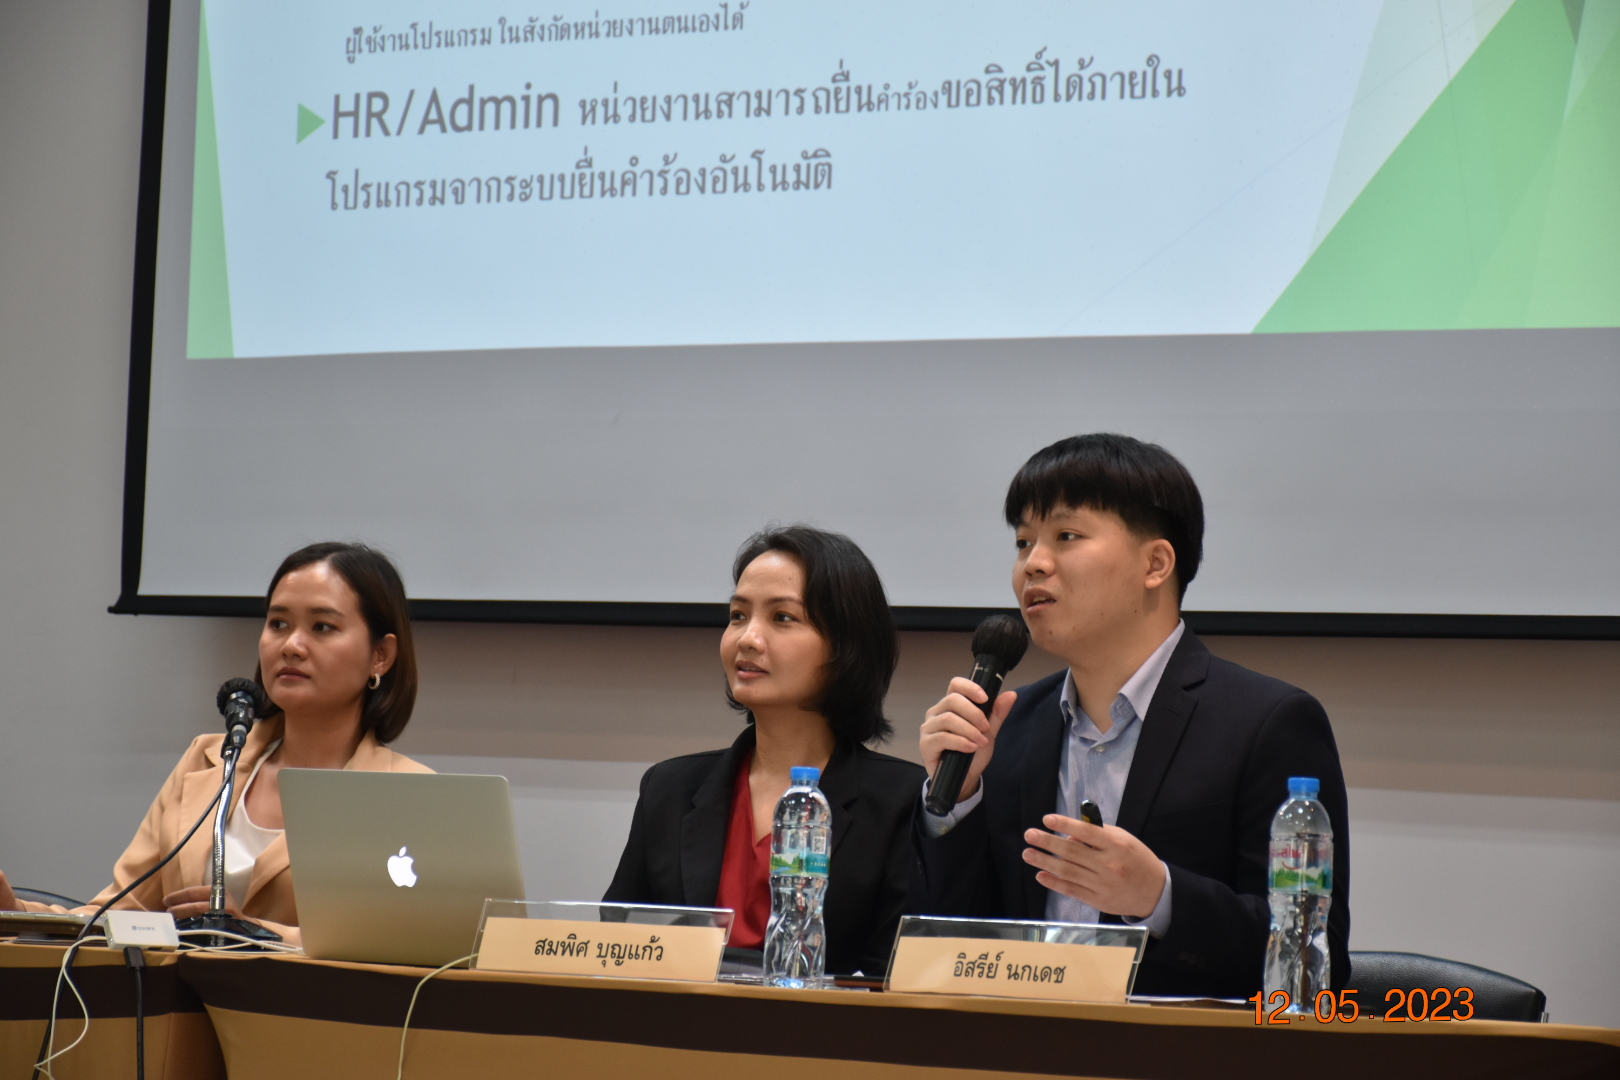 ผู้ใช้งานโปรแกรม ในสังกัดหน่วยงานตนเองได้
HR/Admin หน่วยงานสามารถยื่นคำร้องขอสิทธิ์ได้ภายใน
โปรแกรมจากระบบยื่นคำร้องอันโนมัติ
สมพิศ บุญแก้ว
อิสรีย์ นกเดช
12.05.2023